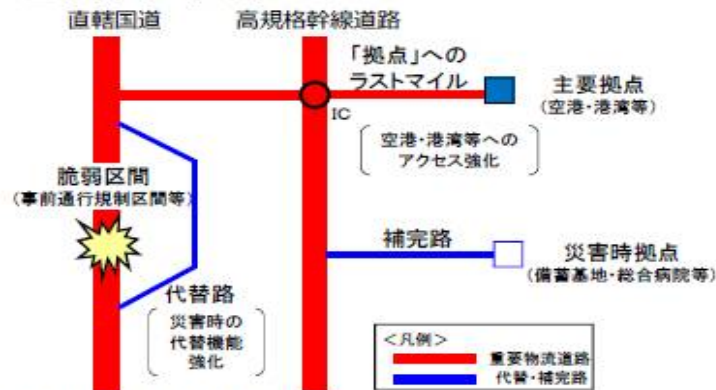 直轄国道
高規格幹線道路
「拠点」への
ラストマイル
主要拠点
(空港・港湾等)
IC
空港・港湾等への
アクセス強化
脆弱区間
(事前通行規制区間等)
補完路
災害時拠点
(備蓄基地・総合病院等)
代替路
災害時の
代替機能
強化
<凡例>
重要物流道路
代替・補完路